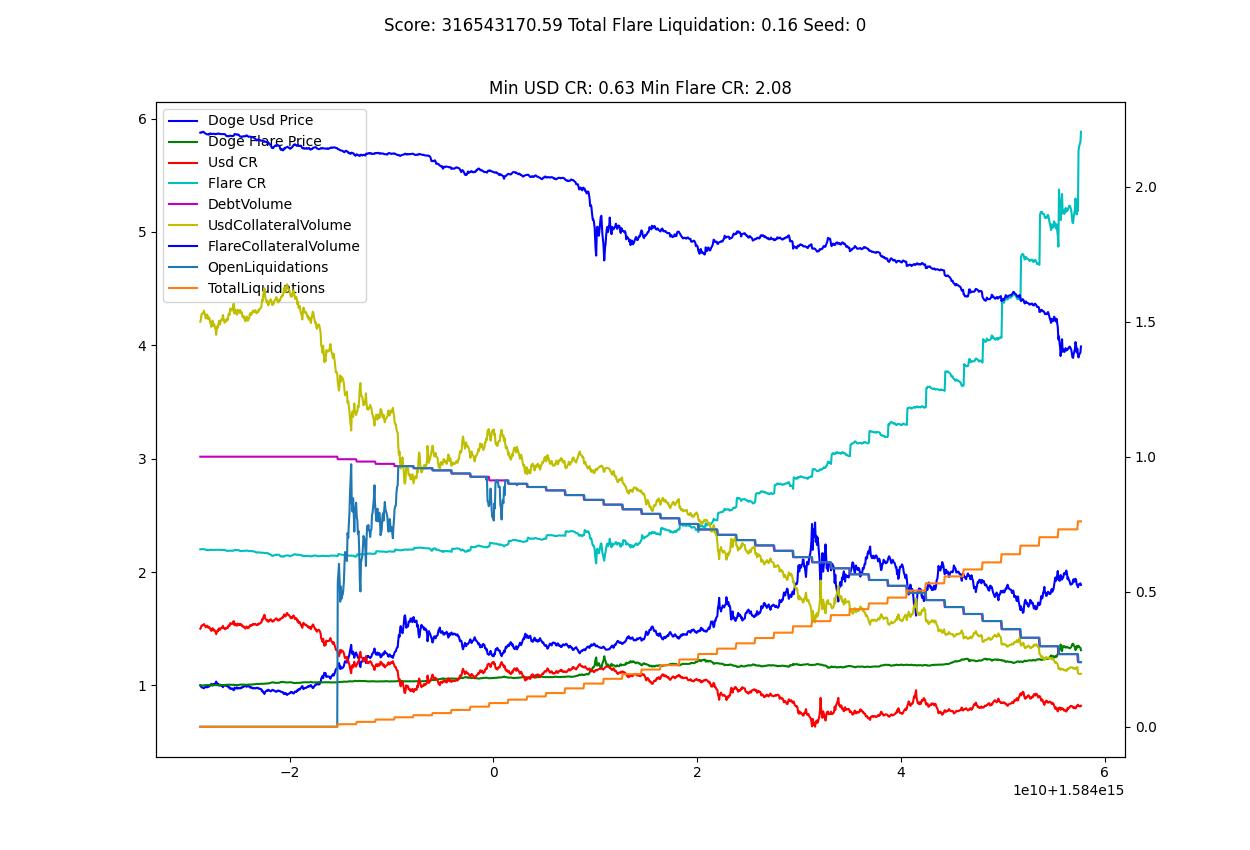 Score: 316543170.59 Total Flare Liquidation: 0.16 Seed: 0
Min USD CR: 0.63 Min Flare CR: 2.08
Doge Usd Price
Doge Flare Price
Usd CR
Flare CR
DebtVolume
UsdCollateralVolume
FlareCollateralVolume
OpenLiquidations
TotalLiquidations
6
5
4
3
2
1
2.0
1.5
1.0
0.5
0.0
−2 0 2 4 6
1e10+1.584e15